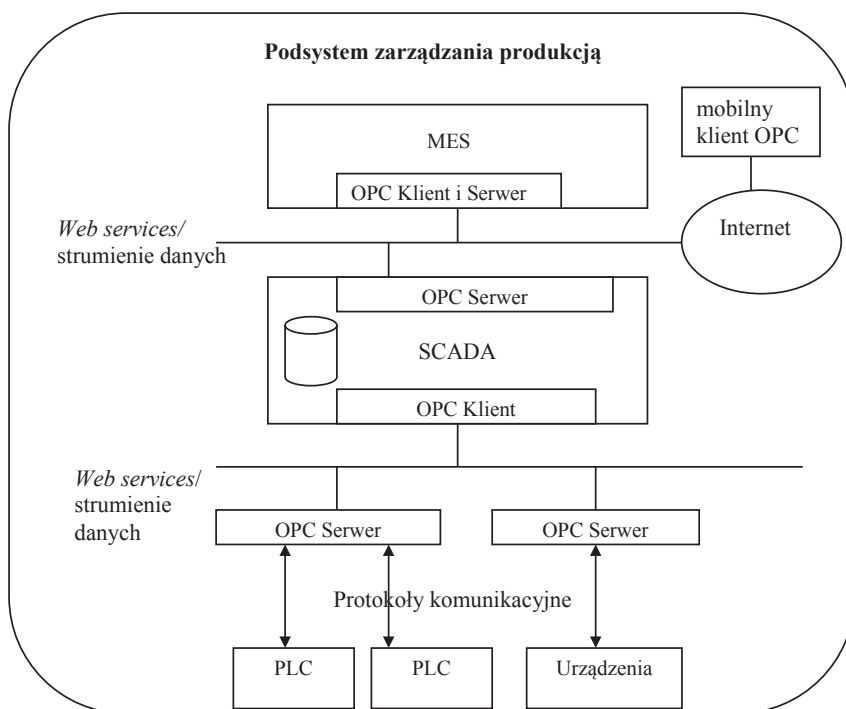 Podsystem zarządzania produkcją
mobilny
klient OPC
MES
OPC Klient i Serwer
Web services/
strumienie danych
Internet
OPC Serwer
SCADA
OPC Klient
Web services/
strumienie
danych
OPC Serwer
OPC Serwer
Protokoły komunikacyjne
PLC
PLC
Urządzenia